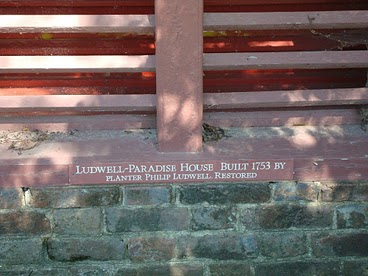 LUDWELL-PARADISE HOUSE BUILT 1753 BY
PLANTER PHILIP LUDWELL. RESTORED